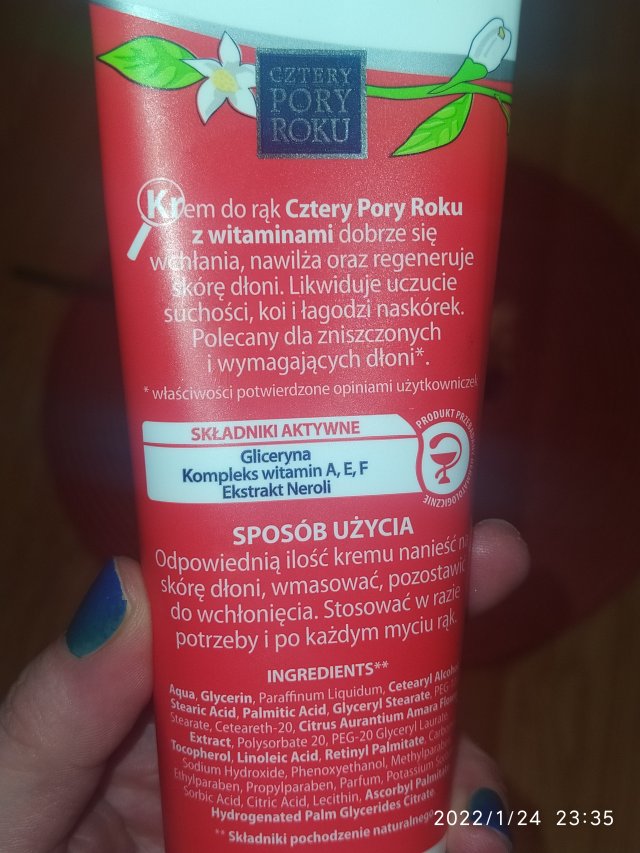 CZTERY
PORY
ROKU
Krem do rąk Cztery Pory Roku
z witaminami dobrze się
wchłania, nawilża oraz regeneruje
skórę dłoni. Likwiduje uczucie
suchości, koi i łagodzi naskórek.
Polecany dla zniszczonych
i wymagających dłoni*.
* właściwości potwierdzone opiniami użytkowniczek
SKŁADNIKI AKTYWNE
Gliceryna
Kompleks witamin A, E, F
Ekstrakt Neroli
PRODUKT
SPOSÓB UŻYCIA
Odpowiednią ilość kremu nanieść na
skórę dłoni, wmasować, pozostawić
do wchłonięcia. Stosować w razie
potrzeby i po każdym myciu rąk.
INGREDIENTS**
Aqua, Glycerin, Paraffinum Liquidum, Cetearyl Alcohol
Stearic Acid, Palmitic Acid, Glyceryl Stearate, PEG-
Stearate, Ceteareth-20, Citrus Aurantium Amara Flower
Extract, Polysorbate 20, PEG-20 Glyceryl Laurate,
Tocopherol, Linoleic Acid, Retinyl Palmitate,
Sodium Hydroxide, Phenoxyethanol, Methylparaben
Ethylparaben, Propylparaben, Parfum, Potassium
Sorbic Acid, Citric Acid, Lecithin, Ascorbyl Palmitate
Hydrogenated Palm Glycerides Citrate
** Składniki pochodzenie naturalnego
2022/1/24 23:35